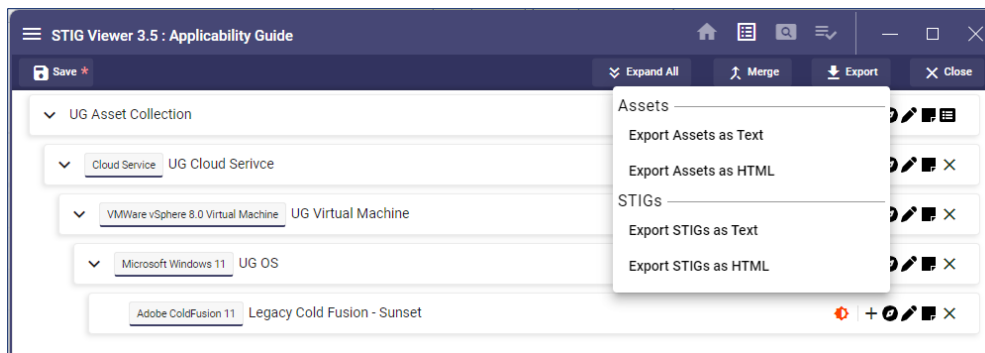 STIG Viewer 3.5 : Applicability Guide
Save *
Expand All
Merge
Export
Close
UG Asset Collection
Assets
Export Assets as Text
Export Assets as HTML
STIGs
Export STIGs as Text
Export STIGs as HTML
Cloud Service UG Cloud Serivce
VMWare vSphere 8.0 Virtual Machine UG Virtual Machine
Microsoft Windows 11 UG OS
Adobe ColdFusion 11 Legacy Cold Fusion - Sunset